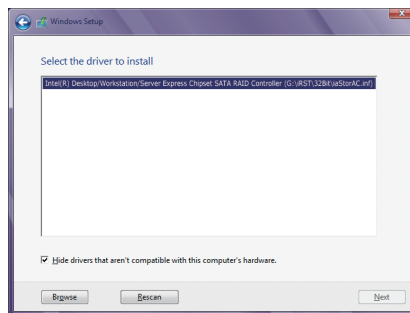 Windows Setup
Select the driver to install
Intel(R) Desktop/Workstation/Server Express Chipset SATA RAID Controller (G:\iRST\32Bit\iaStorAC.inf)
Hide drivers that aren't compatible with this computer's hardware.
Browse
Rescan
Next